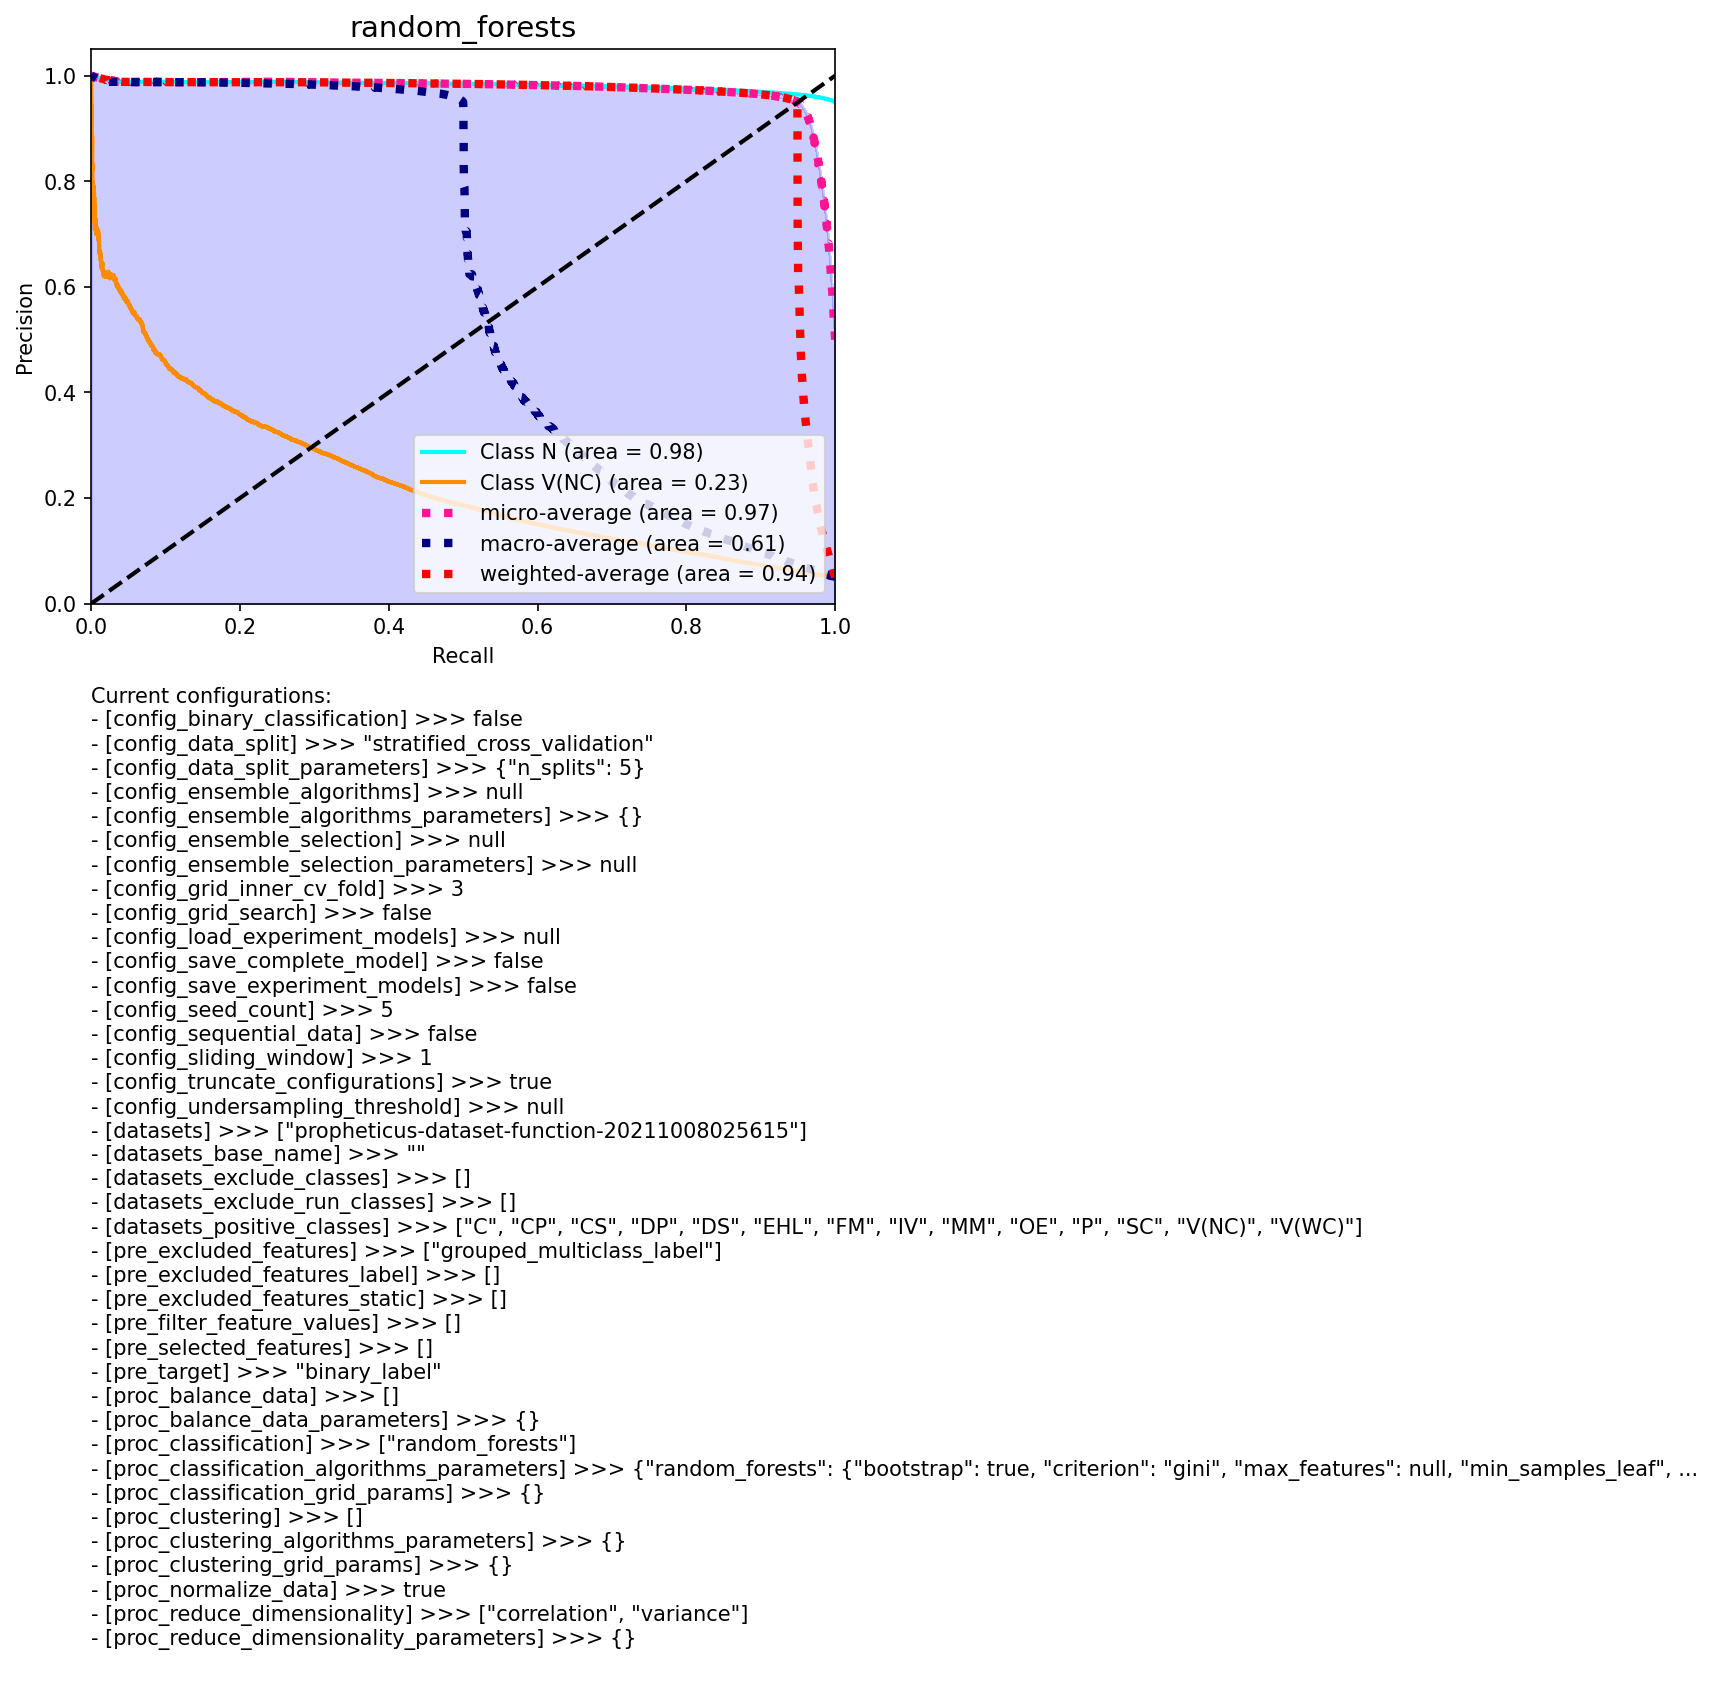 random_forests
1.0
0.8
0.6
0.4
0.2
0.0
Precision
Class N (area = 0.98)
Class V(NC) (area = 0.23)
micro-average (area = 0.97)
macro-average (area = 0.61)
weighted-average (area = 0.94)
0.0 0.2 0.4 0.6 0.8 1.0
Recall
Current configurations:
- [config_binary_classification] >>> false
- [config_data_split] >>> "stratified_cross_validation"
- [config_data_split_parameters] >>> {"n_splits": 5}
- [config_ensemble_algorithms] >>> null
- [config_ensemble_algorithms_parameters] >>> {}
- [config_ensemble_selection] >>> null
- [config_ensemble_selection_parameters] >>> null
- [config_grid_inner_cv_fold] >>> 3
- [config_grid_search] >>> false
- [config_load_experiment_models] >>> null
- [config_save_complete_model] >>> false
- [config_save_experiment_models] >>> false
- [config_seed_count] >>> 5
- [config_sequential_data] >>> false
- [config_sliding_window] >>> 1
- [config_truncate_configurations] >>> true
- [config_undersampling_threshold] >>> null
- [datasets] >>> ["propheticus-dataset-function-20211008025615"]
- [datasets_base_name] >>> ""
- [datasets_exclude_classes] >>> []
- [datasets_exclude_run_classes] >>> []
- [datasets_positive_classes] >>> ["C", "CP", "CS", "DP", "DS", "EHL", "FM", "IV", "MM", "OE", "P", "SC", "V(NC)", "V(WC)"]
- [pre_excluded_features] >>> ["grouped_multiclass_label"]
- [pre_excluded_features_label] >>> []
- [pre_excluded_features_static] >>> []
- [pre_filter_feature_values] >>> []
- [pre_selected_features] >>> []
- [pre_target] >>> "binary_label"
- [proc_balance_data] >>> []
- [proc_balance_data_parameters] >>> {}
- [proc_classification] >>> ["random_forests"]
- [proc_classification_algorithms_parameters] >>> {"random_forests": {"bootstrap": true, "criterion": "gini", "max_features": null, "min_samples_leaf", ...
- [proc_classification_grid_params] >>> {}
- [proc_clustering] >>> []
- [proc_clustering_algorithms_parameters] >>> {}
- [proc_clustering_grid_params] >>> {}
- [proc_normalize_data] >>> true
- [proc_reduce_dimensionality] >>> ["correlation", "variance"]
- [proc_reduce_dimensionality_parameters] >>> {}